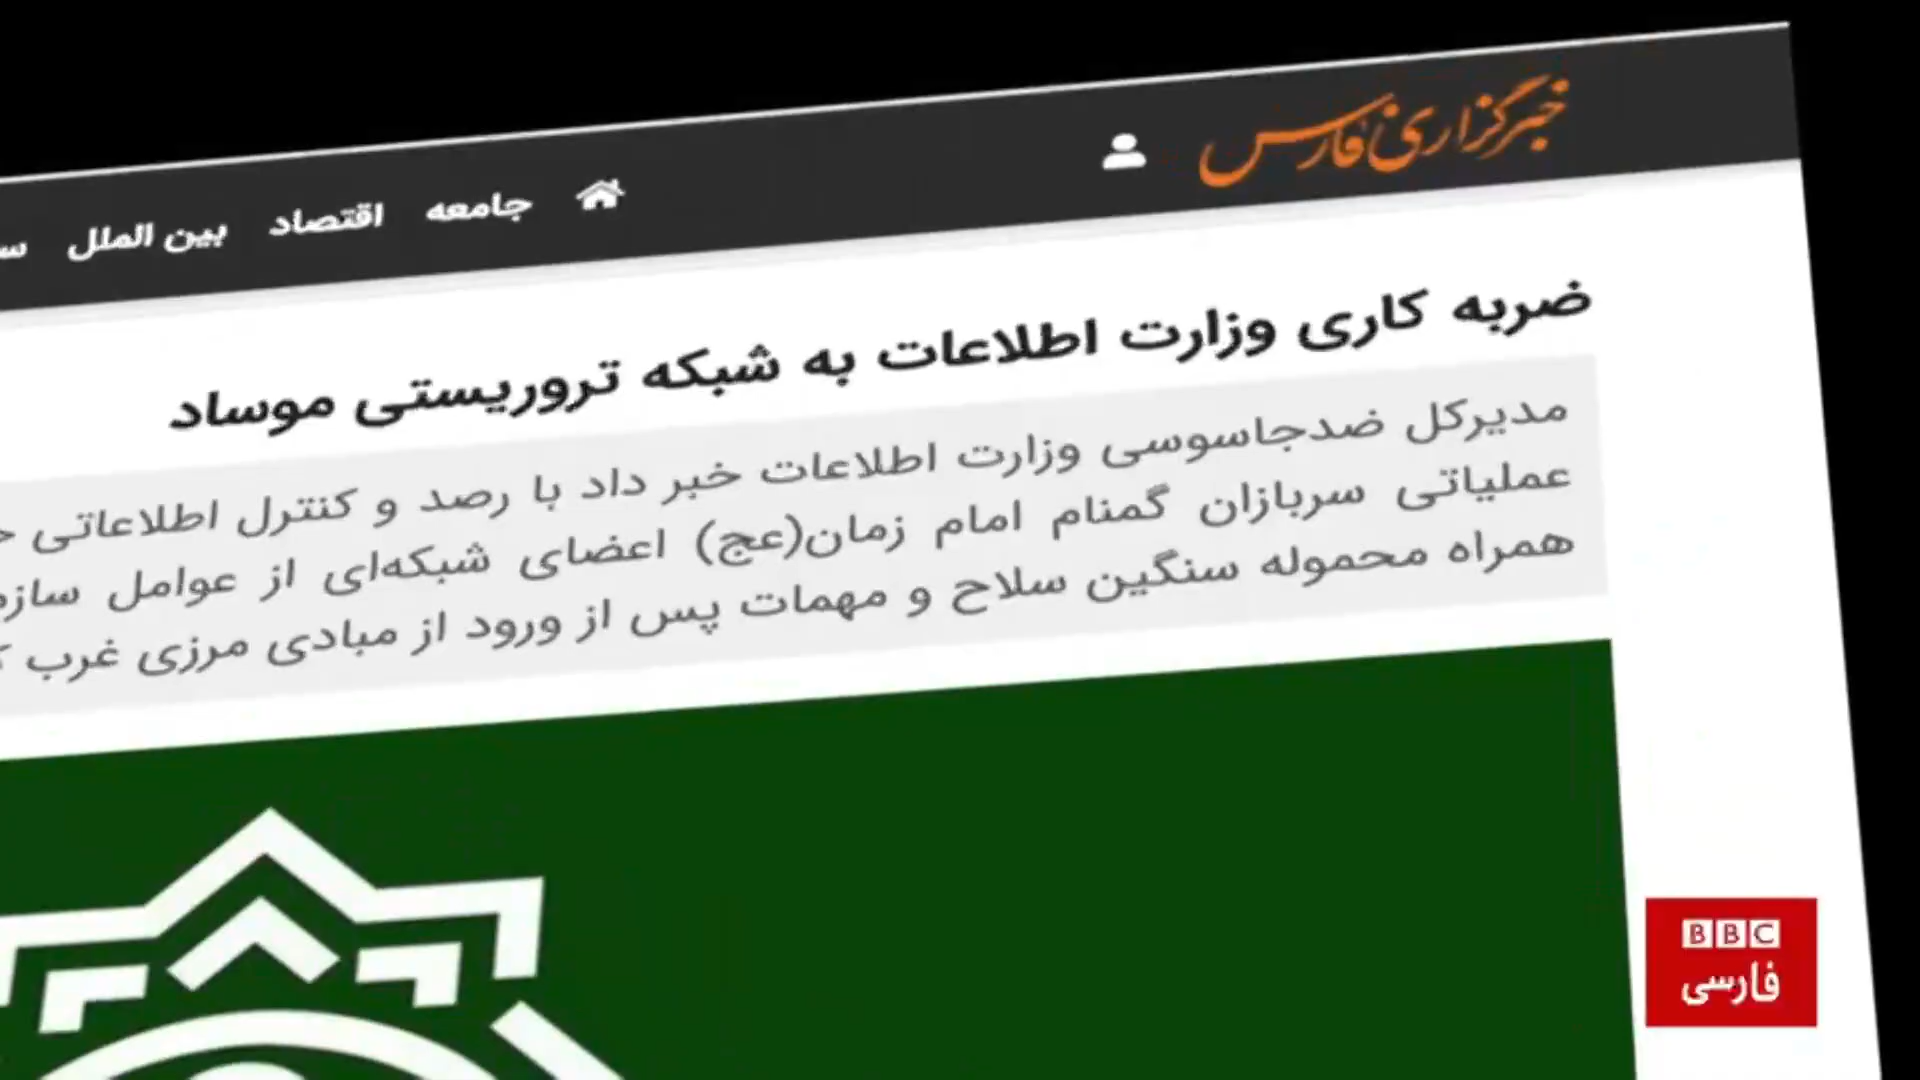 خبرگزاری فارس
جامعه اقتصاد بین الملل
ضربه کاری وزارت اطلاعات به شبکه تروریستی موساد
مدیرکل ضدجاسوسی وزارت اطلاعات خبر داد با رصد و کنترل اطلاعاتی
عملیاتی سربازان گمنام امام زمان(عج) اعضای شبکه‌ای از عوامل
همراه محموله سنگین سلاح و مهمات پس از ورود از مبادی مرزی غرب
BBC
فارسی